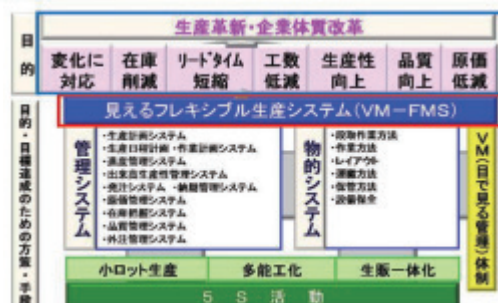 目的
生産革新・企業体質改革
変化に対応
在庫削減
リードタイム短縮
工数低減
生産性向上
品質向上
原価低減
見えるフレキシブル生産システム(VM-FMS)
目的・目標達成のための方策・手段
管理システム
・生産計画システム
・生産日程計画・作業計画システム
・進度管理システム
・出来高生産性管理システム
・発注システム・納期管理システム
・原価管理システム
・在庫把握システム
・品質管理システム
・外注管理システム
物的システム
・段取作業方法
・作業方法
・レイアウト
・運搬方法
・保管方法
・設備保全
VM(目で見る管理)体制
小ロット生産
多能工化
生販一体化
5S活動